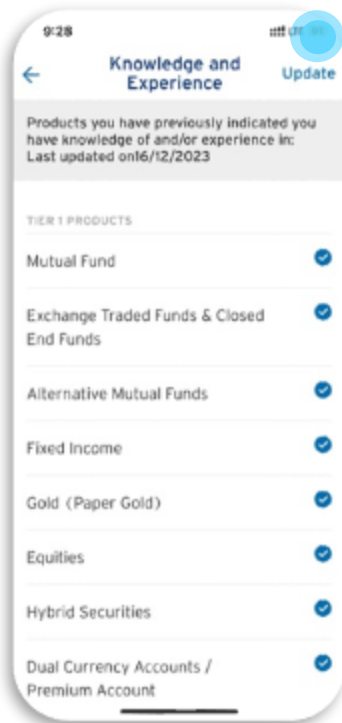 9:28
LTE
Knowledge and
Experience
Update
Products you have previously indicated you
have knowledge of and/or experience in:
Last updated on16/12/2023
TIER 1 PRODUCTS
Mutual Fund
Exchange Traded Funds & Closed
End Funds
Alternative Mutual Funds
Fixed Income
Gold (Paper Gold)
Equities
Hybrid Securities
Dual Currency Accounts /
Premium Account